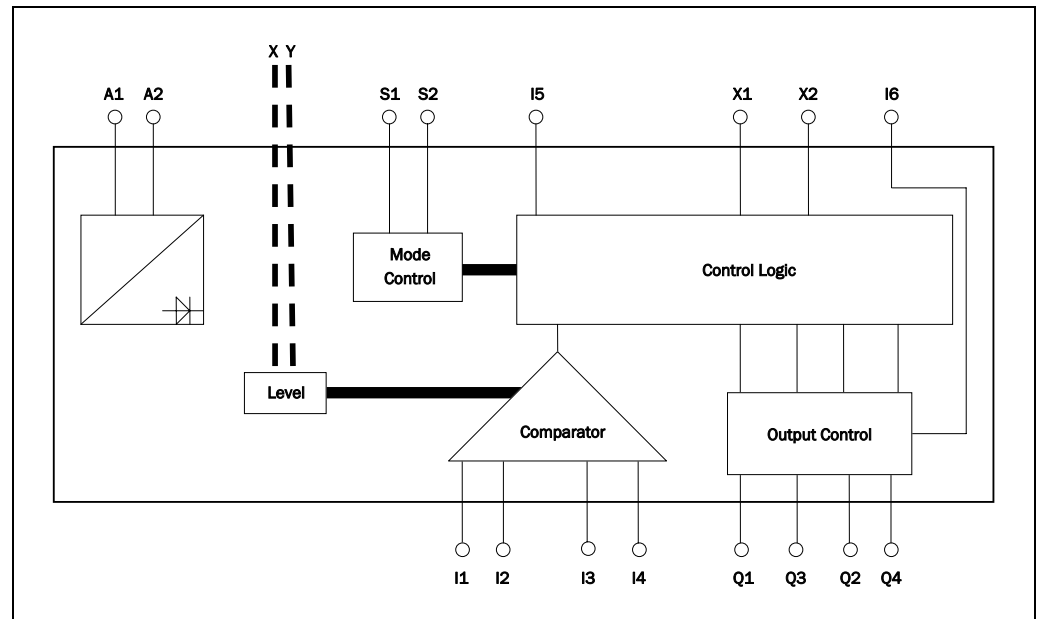 X Y
A1 A2 S1 S2 I5 X1 X2 I6
Mode
Control
Control Logic
Level
Comparator
Output Control
I1 I2 I3 I4 Q1 Q3 Q2 Q4